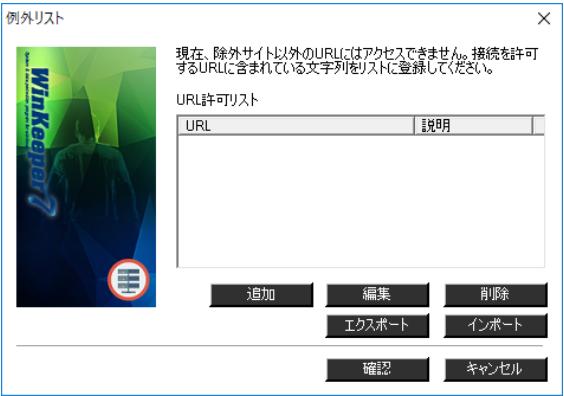 例外リスト
現在、除外サイト以外のURLにはアクセスできません。接続を許可
するURLに含まれている文字列をリストに登録してください。
URL許可リスト
URL 説明
WinKeeper7
追加 編集 削除
エクスポート インポート
確認 キャンセル